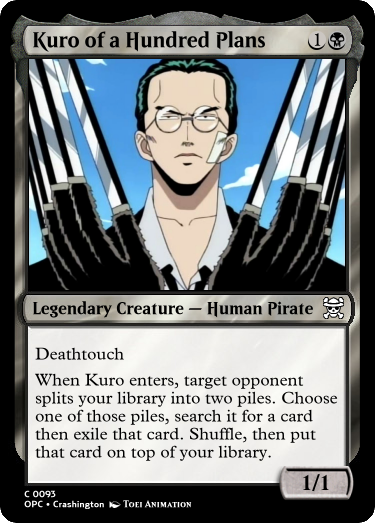 Kuro of a Hundred Plans 1
Legendary Creature — Human Pirate
Deathtouch
When Kuro enters, target opponent
splits your library into two piles. Choose
one of those piles, search it for a card
then exile that card. Shuffle, then put
that card on top of your library.
1/1
C 0093
OPC • Crashington Toei Animation